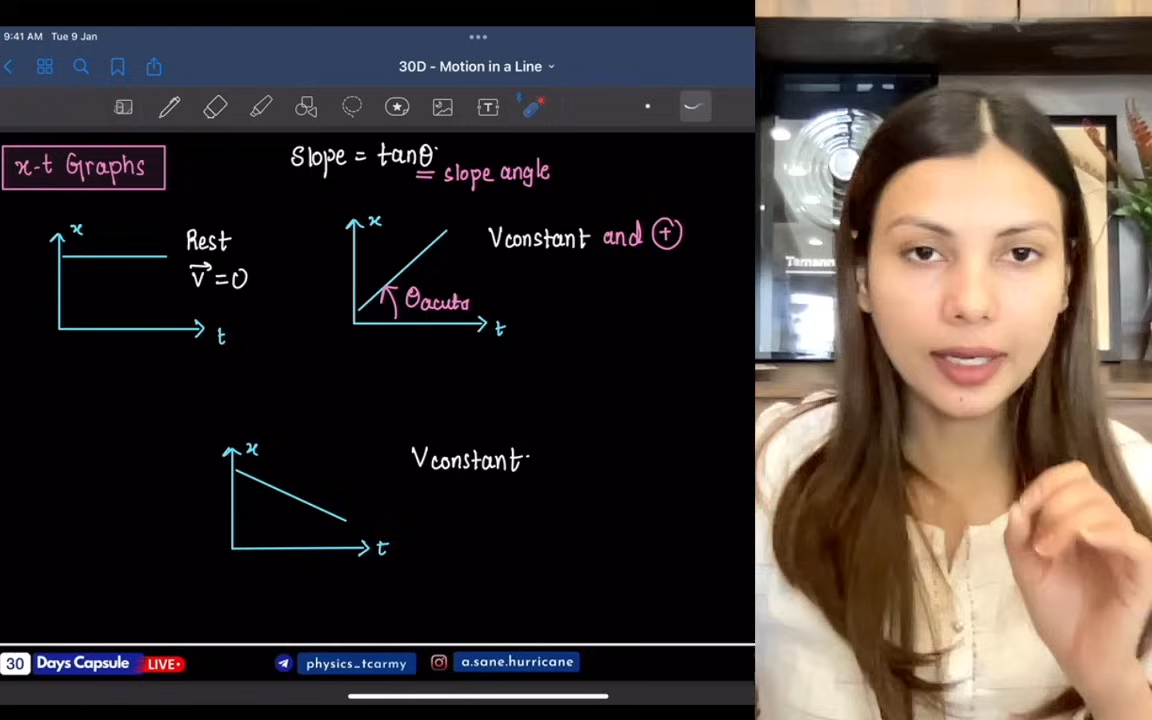 9:41 AM Tue 9 Jan
30D - Motion in a Line
T
x-t Graphs
Slope = tanθ
= slope angle
x
Rest
v = 0
t
x
Vconstant and +
θacute
t
x
Vconstant
t
30 Days Capsule LIVE
physics_tcarmy
a.sane.hurricane